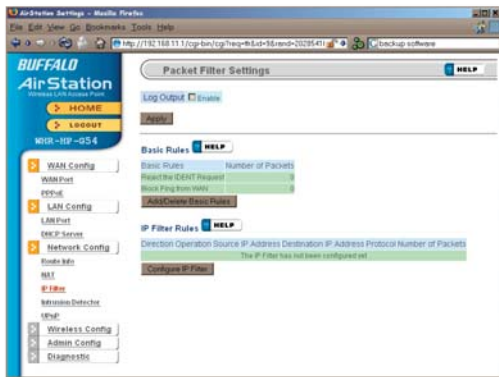 AirStation Settings - Mozilla Firefox
File Edit View Go Bookmarks Tools Help
backup software
BUFFALO
AirStation
Wireless LAN Access Point
HOME
LOGOUT
WHR-HP-G54
WAN Config
WAN Port
PPPoE
LAN Config
LAN Port
DHCP Server
Network Config
Route Info
NAT
IP Filter
Intrusion Detector
UPnP
Wireless Config
Admin Config
Diagnostic
Packet Filter Settings
HELP
Log Output Enable
Apply
Basic Rules HELP
Basic Rules Number of Packets
Reject the IDENT Request 0
Block Ping from WAN 0
Add/Delete Basic Rules
IP Filter Rules HELP
Direction Operation Source IP Address Destination IP Address Protocol Number of Packets
The IP Filter has not been configured yet
Configure IP Filter